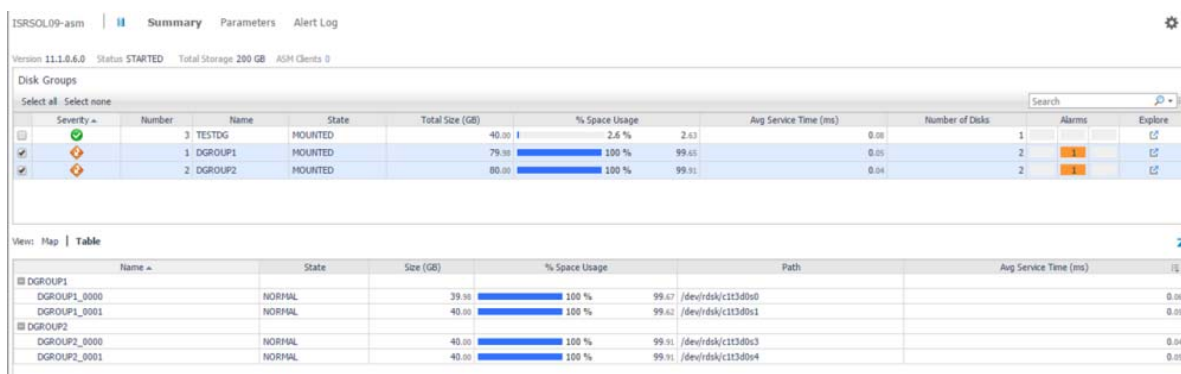 ISRSOL09-asm Summary Parameters Alert Log
Version 11.1.0.6.0 Status STARTED Total Storage 200 GB ASM Clients 0
Disk Groups
Select all Select none Search
Severity Number Name State Total Size (GB) % Space Usage Avg Service Time (ms) Number of Disks Alarms Explore
3 TESTDG MOUNTED 40.00 2.6 % 2.63 0.08 1
1 DGROUP1 MOUNTED 79.98 100 % 99.65 0.05 2 1
2 DGROUP2 MOUNTED 80.00 100 % 99.91 0.04 2 1
View: Map | Table
Name State Size (GB) % Space Usage Path Avg Service Time (ms)
DGROUP1
DGROUP1_0000 NORMAL 39.98 100 % 99.67 /dev/rdsk/c1t3d0s0
DGROUP1_0001 NORMAL 40.00 100 % 99.62 /dev/rdsk/c1t3d0s1
DGROUP2
DGROUP2_0000 NORMAL 40.00 100 % 99.91 /dev/rdsk/c1t3d0s3
DGROUP2_0001 NORMAL 40.00 100 % 99.91 /dev/rdsk/c1t3d0s4